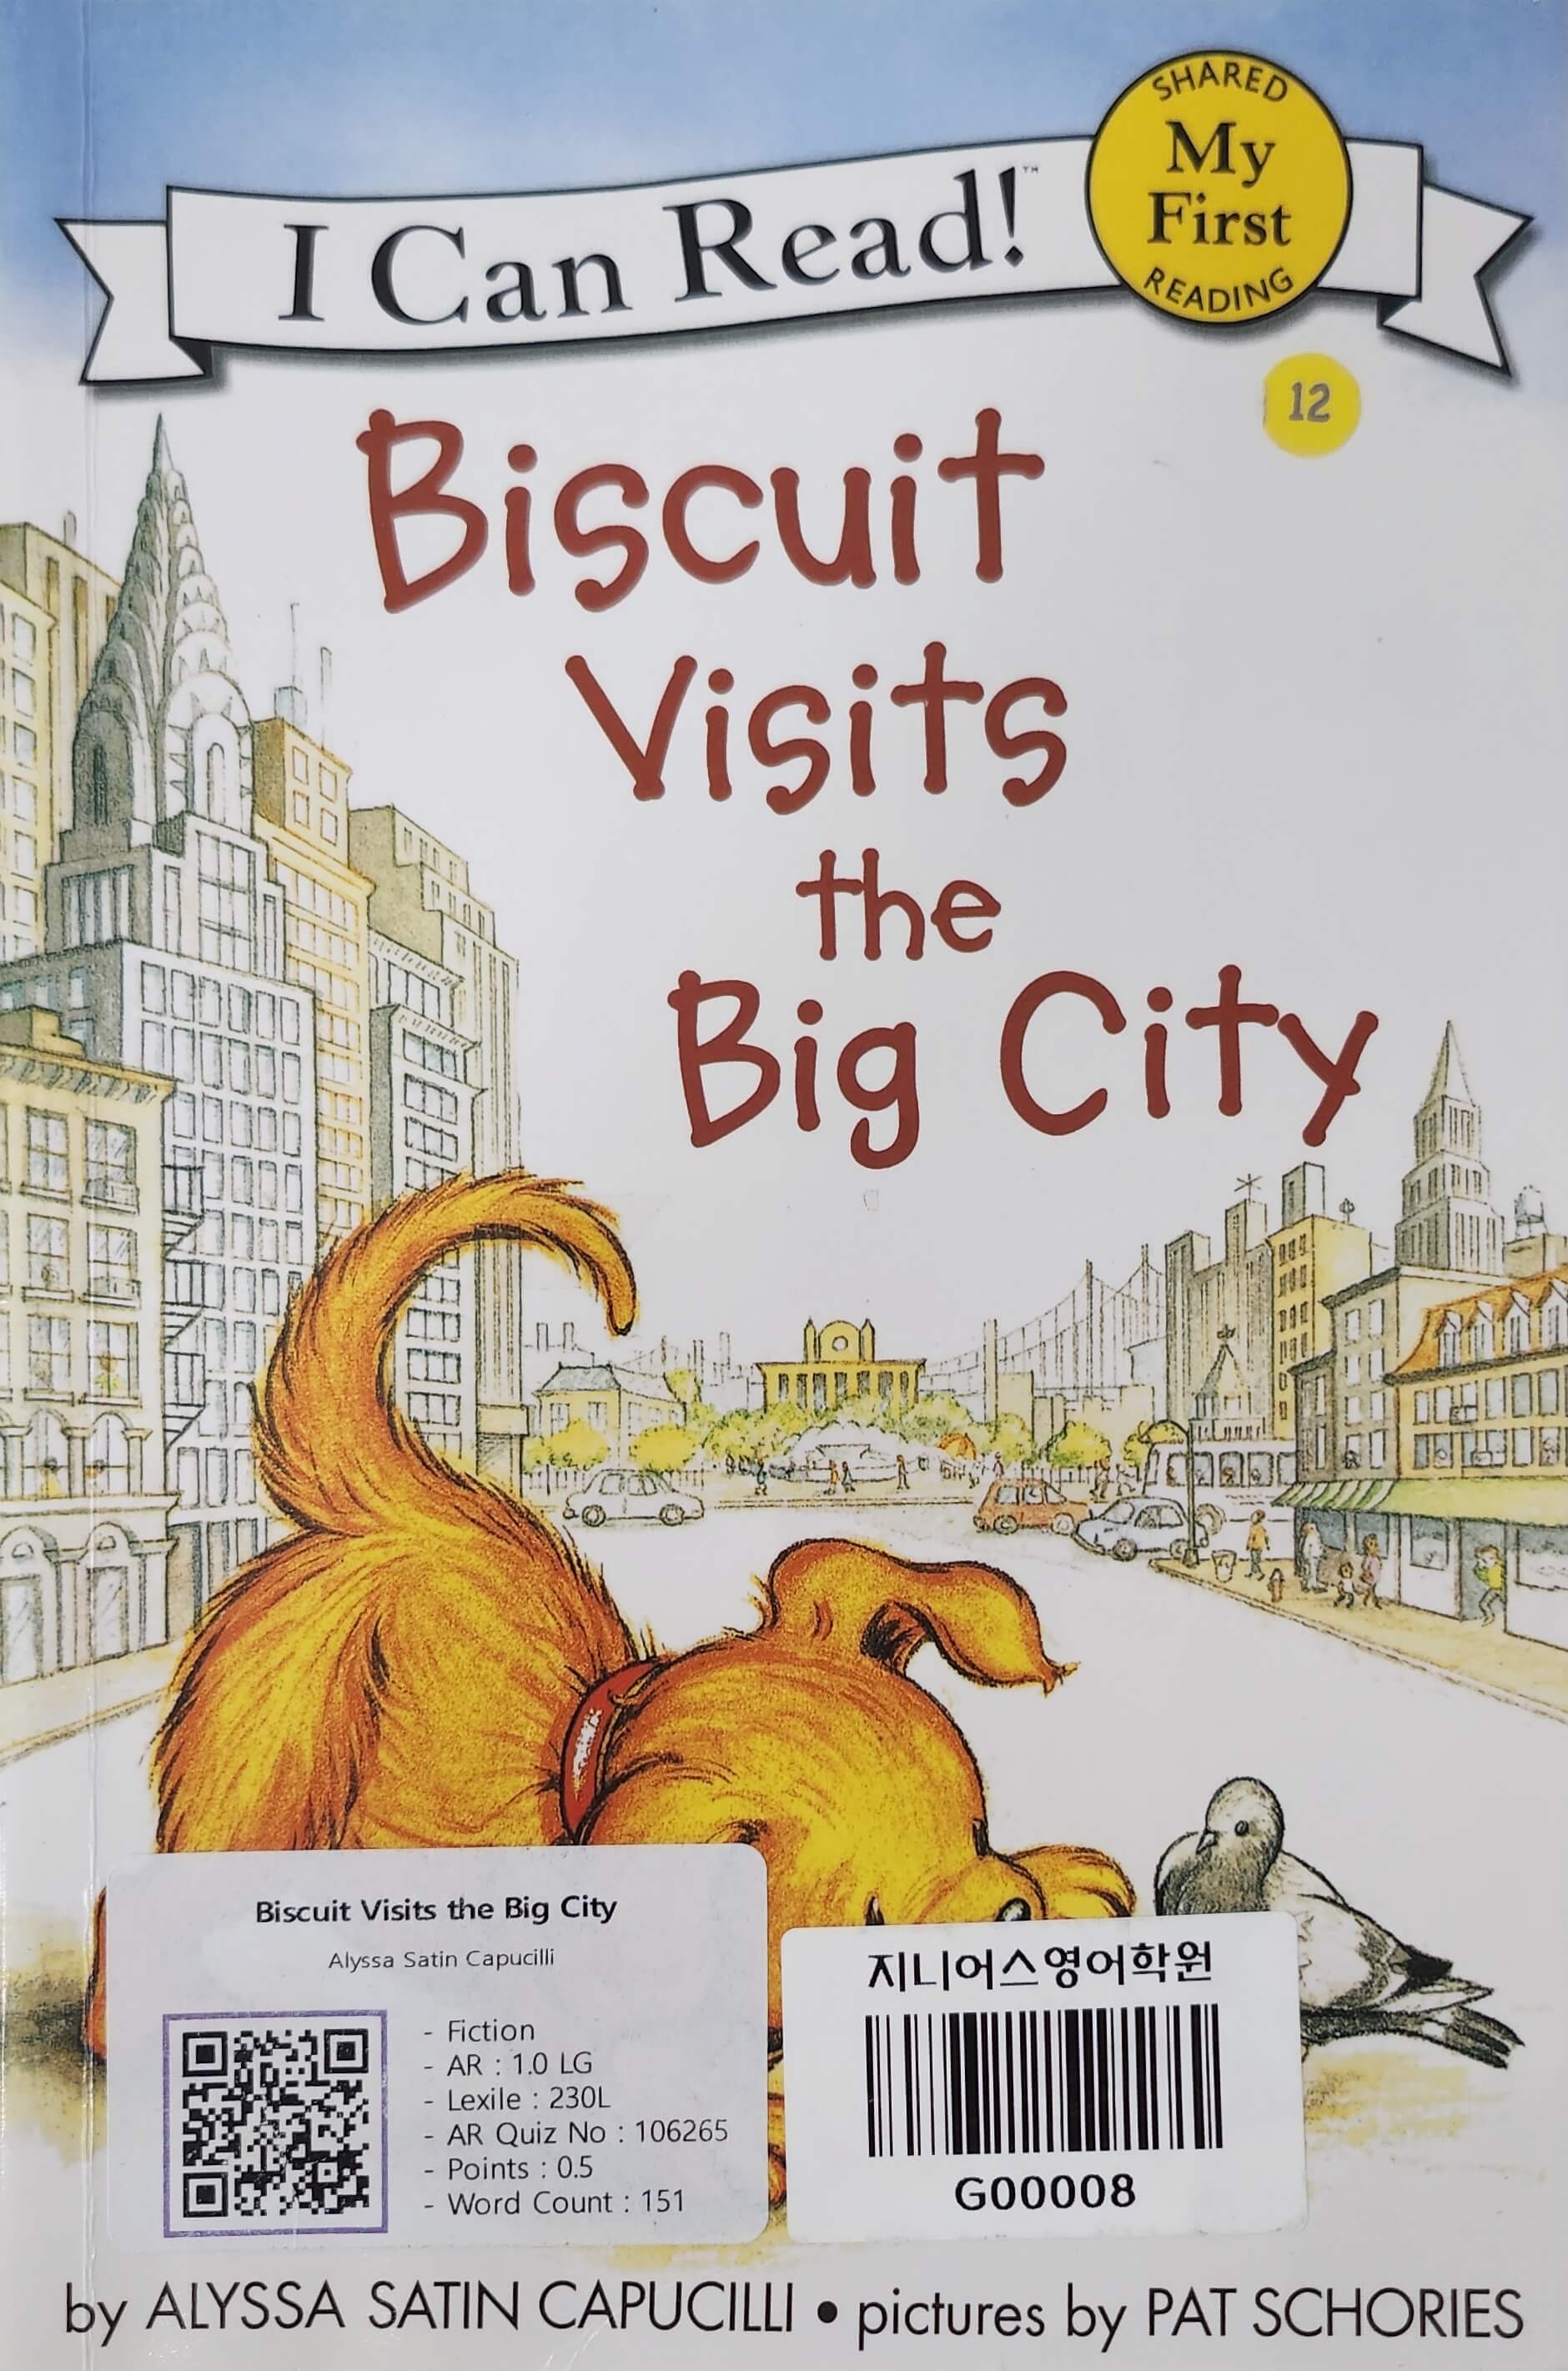 SHARED
My
First
READING
I Can Read!™
12
Biscuit
Visits
the
Big City
Biscuit Visits the Big City
Alyssa Satin Capucilli
- Fiction
- AR : 1.0 LG
- Lexile : 230L
- AR Quiz No : 106265
- Points : 0.5
- Word Count : 151
지니어스영어학원
G00008
by ALYSSA SATIN CAPUCILLI • pictures by PAT SCHORIES